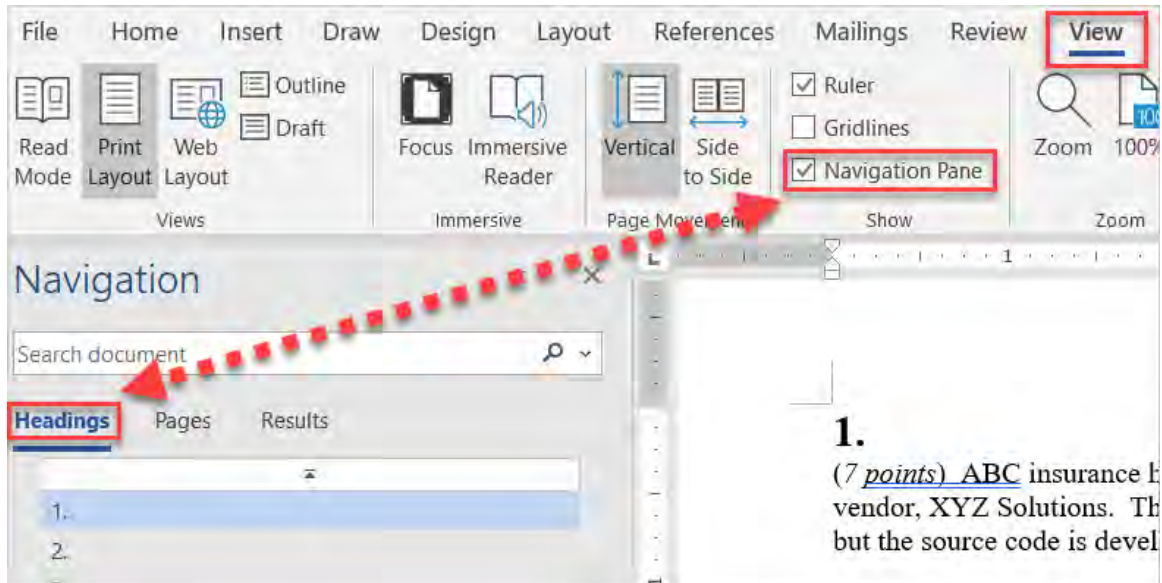 File Home Insert Draw Design Layout References Mailings Review View
Read Mode
Print Layout
Web Layout
Outline
Draft
Views
Focus
Immersive Reader
Immersive
Vertical
Side to Side
Page
Ruler
Gridlines
Navigation Pane
Show
Zoom
100%
Zoom
Navigation
Search document
Headings Pages Results
1.
2.
1
1.
(7 points) ABC insurance
vendor, XYZ Solutions.
but the source code is